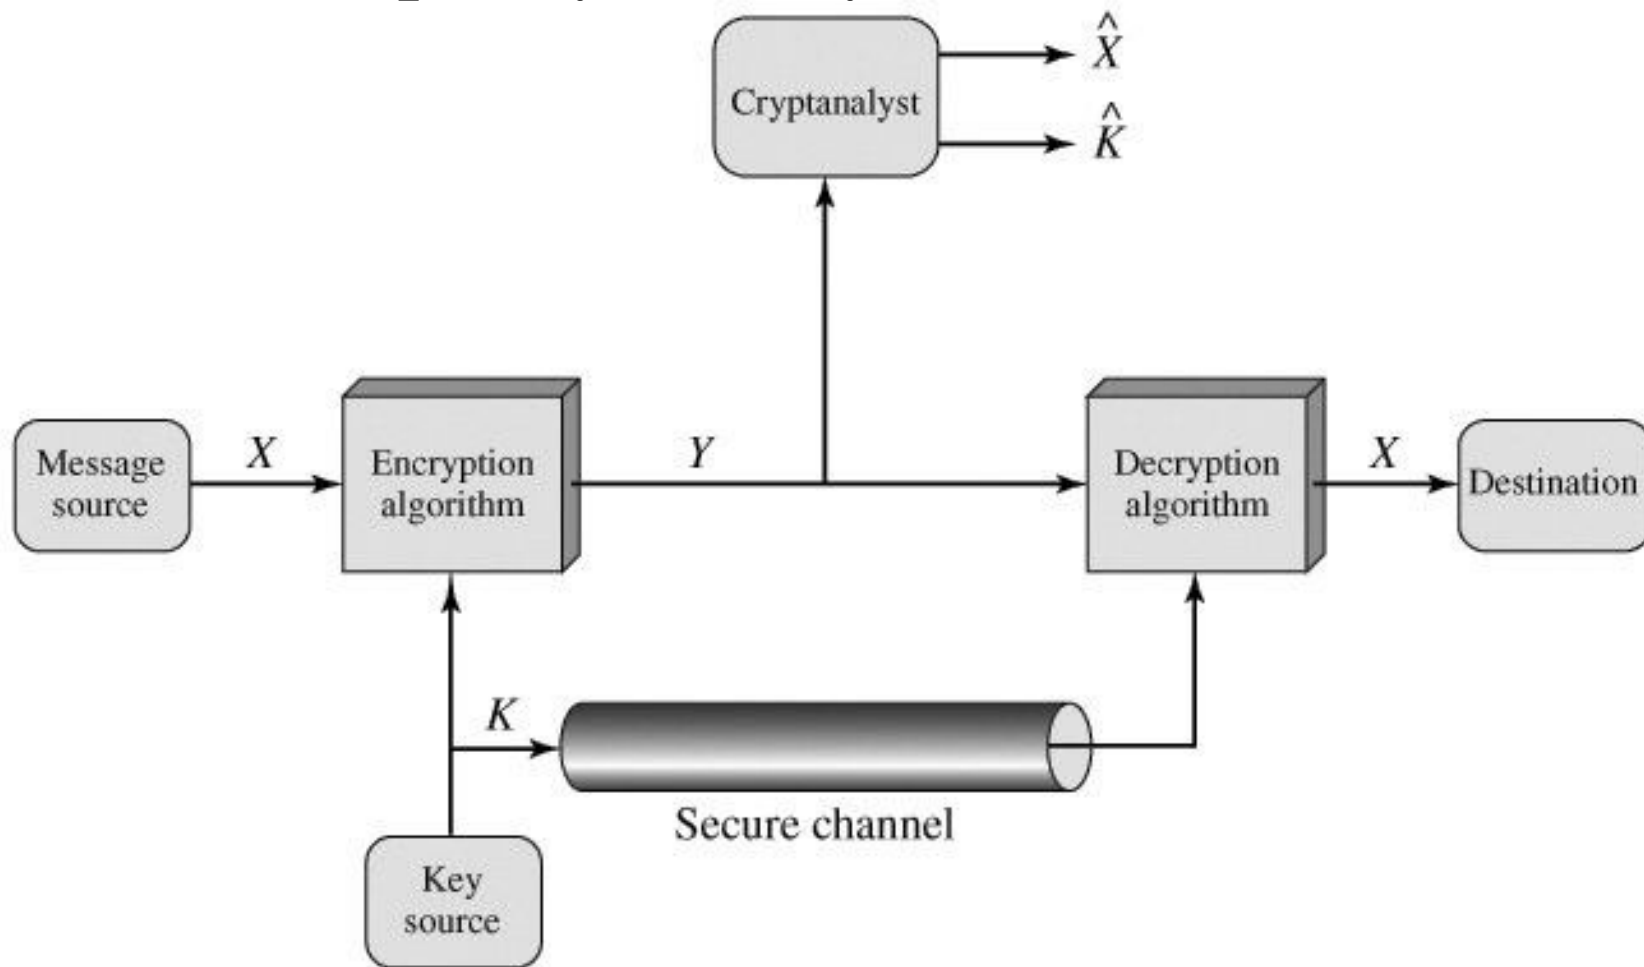 X̂
Cryptanalyst
K̂
Message
source
X
Encryption
algorithm
Y
Decryption
algorithm
X
Destination
K
Secure channel
Key
source